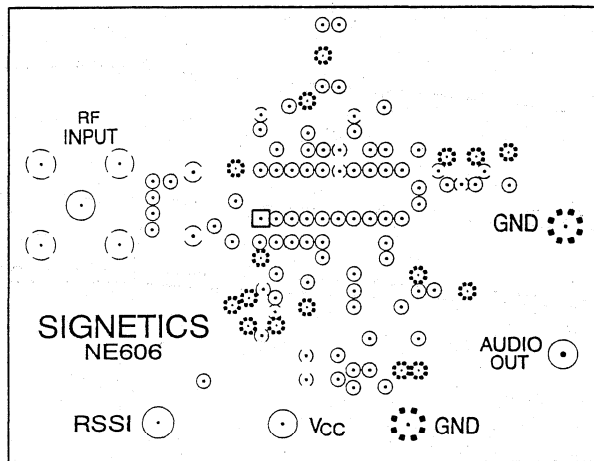 RF
INPUT
GND
SIGNETICS
NE606
AUDIO
OUT
RSSI
VCC
GND